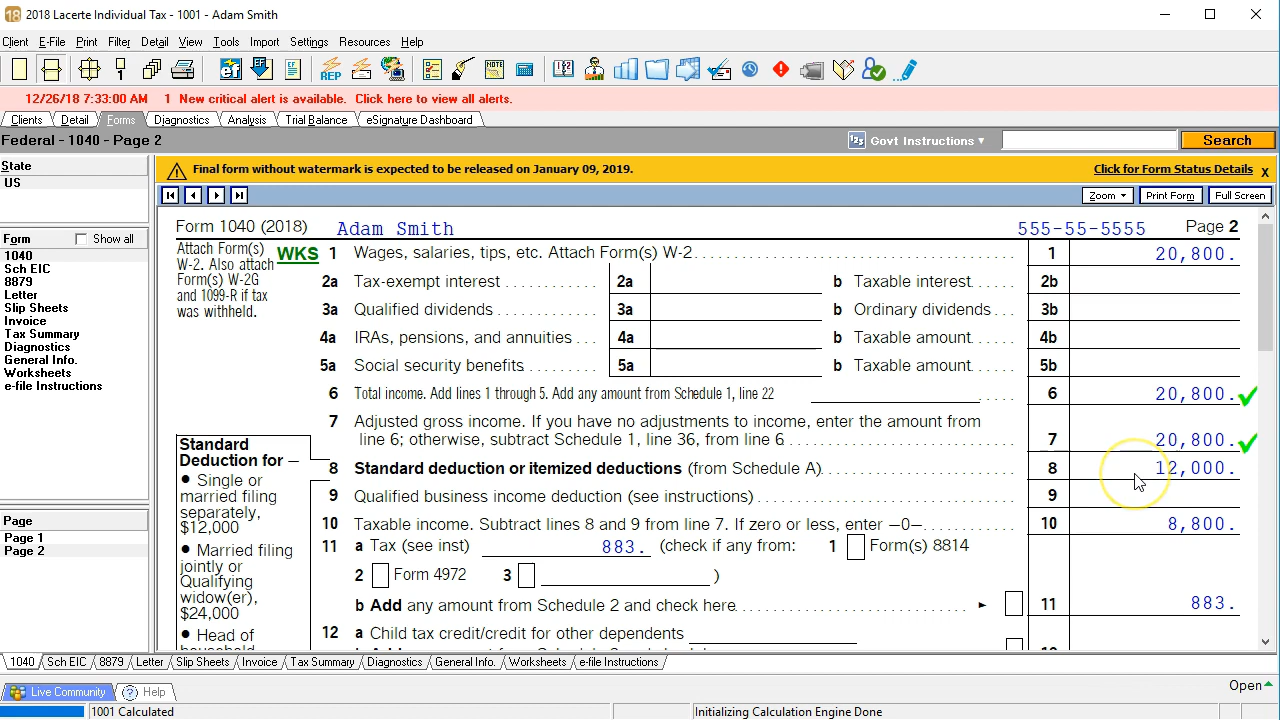 18 2018 Lacerte Individual Tax - 1001 - Adam Smith
Client E-File Print Filter Detail View Tools Import Settings Resources Help
ef REP NOTE
12/26/18 7:33:00 AM 1 New critical alert is available. Click here to view all alerts.
Clients Detail Forms Diagnostics Analysis Trial Balance eSignature Dashboard
Federal - 1040 - Page 2
123 Govt Instructions Search
State
US
Form Show all
1040
Sch EIC
8879
Letter
Slip Sheets
Invoice
Tax Summary
Diagnostics
General Info.
Worksheets
e-file Instructions
Page
Page 1
Page 2
Final form without watermark is expected to be released on January 09, 2019. Click for Form Status Details x
Zoom Print Form Full Screen
Form 1040 (2018) Adam Smith 555-55-5555 Page 2
Attach Form(s)
W-2. Also attach
Form(s) W-2G
and 1099-R if tax
was withheld.
WKS 1 Wages, salaries, tips, etc. Attach Form(s) W-2 1 20,800.
2a Tax-exempt interest 2a b Taxable interest 2b
3a Qualified dividends 3a b Ordinary dividends 3b
4a IRAs, pensions, and annuities 4a b Taxable amount 4b
5a Social security benefits 5a b Taxable amount 5b
6 Total income. Add lines 1 through 5. Add any amount from Schedule 1, line 22 6 20,800.
7 Adjusted gross income. If you have no adjustments to income, enter the amount from
line 6; otherwise, subtract Schedule 1, line 36, from line 6 7 20,800.
Standard
Deduction for —
● Single or
married filing
separately,
$12,000
● Married filing
jointly or
Qualifying
widow(er),
$24,000
● Head of
household
8 Standard deduction or itemized deductions (from Schedule A) 8 12,000.
9 Qualified business income deduction (see instructions) 9
10 Taxable income. Subtract lines 8 and 9 from line 7. If zero or less, enter —0— 10 8,800.
11 a Tax (see inst) 883. (check if any from: 1 Form(s) 8814
2 Form 4972 3 )
b Add any amount from Schedule 2 and check here 11 883.
12 a Child tax credit/credit for other dependents
1040 Sch EIC 8879 Letter Slip Sheets Invoice Tax Summary Diagnostics General Info. Worksheets e-file Instructions
Live Community ? Help Open
1001 Calculated Initializing Calculation Engine Done